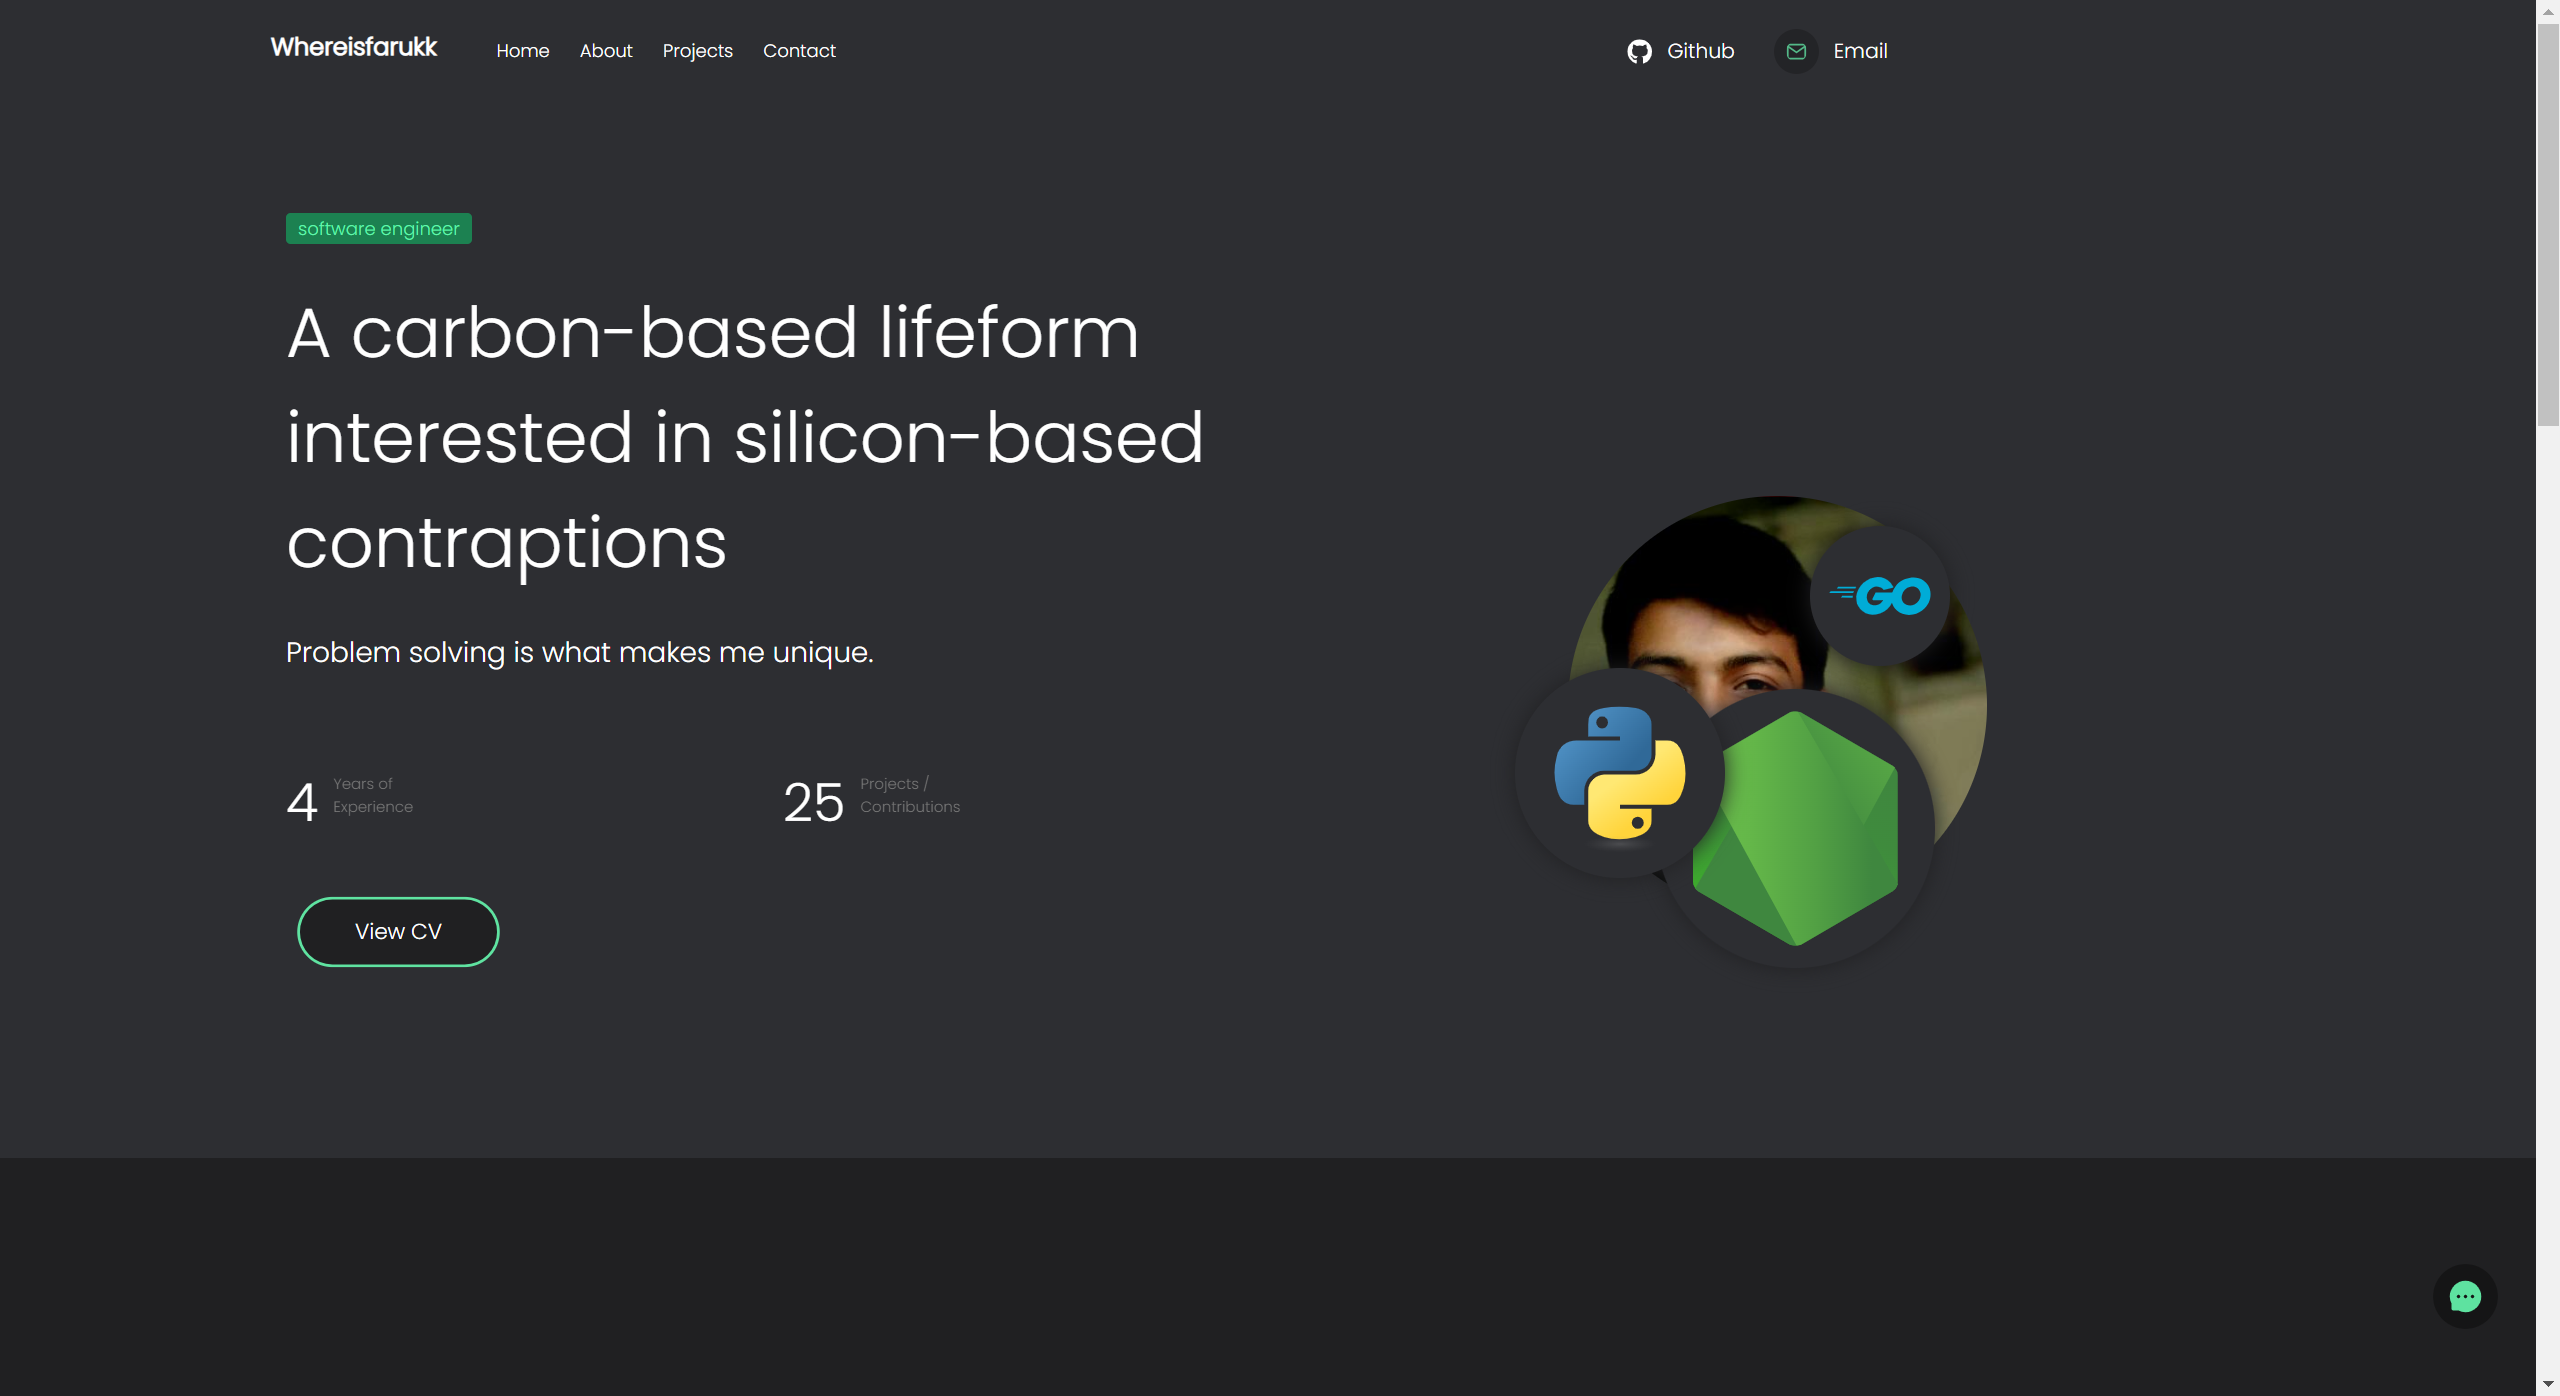 Whereisfarukk
Home About Projects Contact
Github Email
software engineer
A carbon-based lifeform
interested in silicon-based
contraptions
Problem solving is what makes me unique.
4 Years of
Experience
25 Projects /
Contributions
View CV
GO